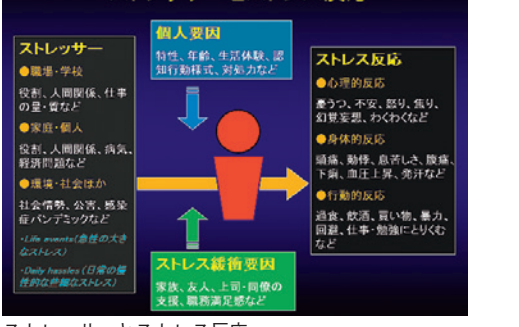 ストレッサー
●職場・学校
役割、人間関係、仕事
の量・質など
●家庭・個人
役割、人間関係、病気、
経済問題など
●環境・社会ほか
社会情勢、公害、感染
症パンデミックなど
・Life events(急性の大き
なストレス)
・Daily hassles(日常の慢
性的な些細なストレス)
個人要因
特性、年齢、生活体験、認
知行動様式、対処力など
ストレス緩衝要因
家族、友人、上司・同僚の
支援、職務満足感など
ストレス反応
●心理的反応
憂うつ、不安、怒り、焦り、
幻覚妄想、わくわくなど
●身体的反応
頭痛、動悸、息苦しさ、腹痛、
下痢、血圧上昇、発汗など
●行動的反応
過食、飲酒、買い物、暴力、
回避、仕事・勉強にとりくむ
など